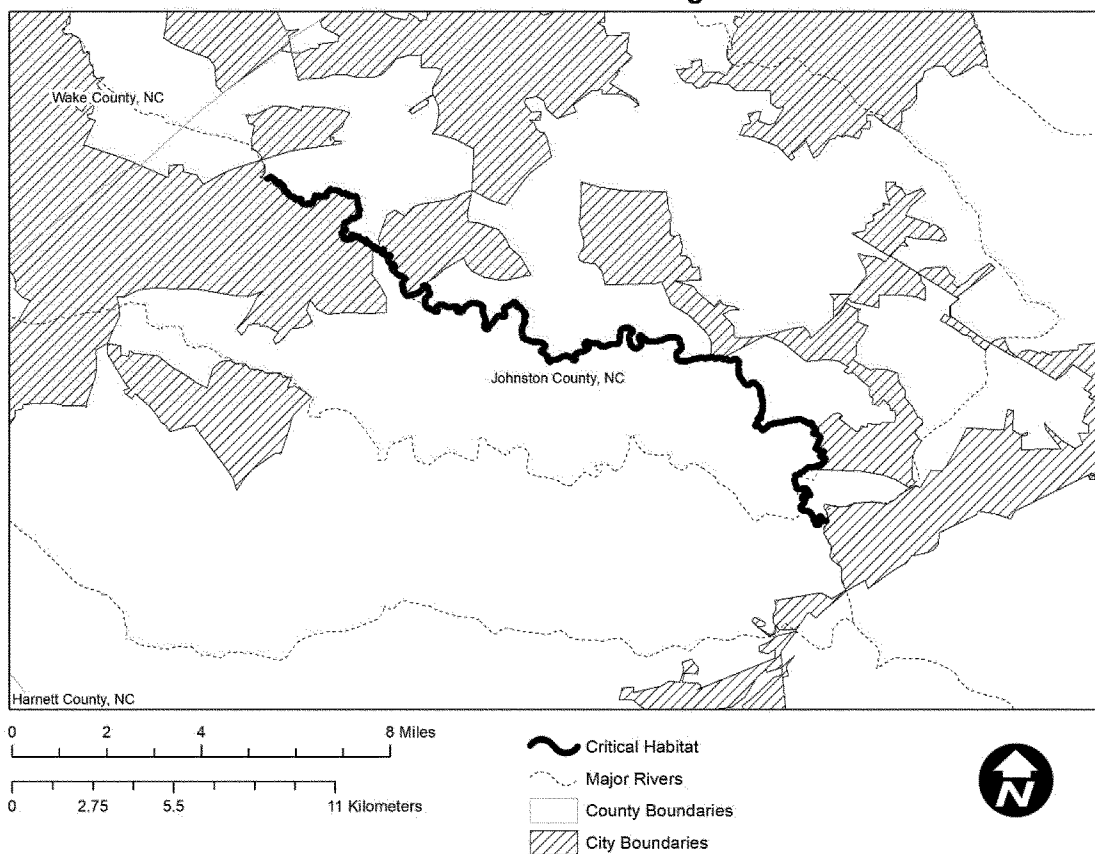 Wake County, NC
Johnston County, NC
Harnett County, NC
0 2 4 8 Miles
0 2.75 5.5 11 Kilometers
Critical Habitat
Major Rivers
County Boundaries
City Boundaries
N